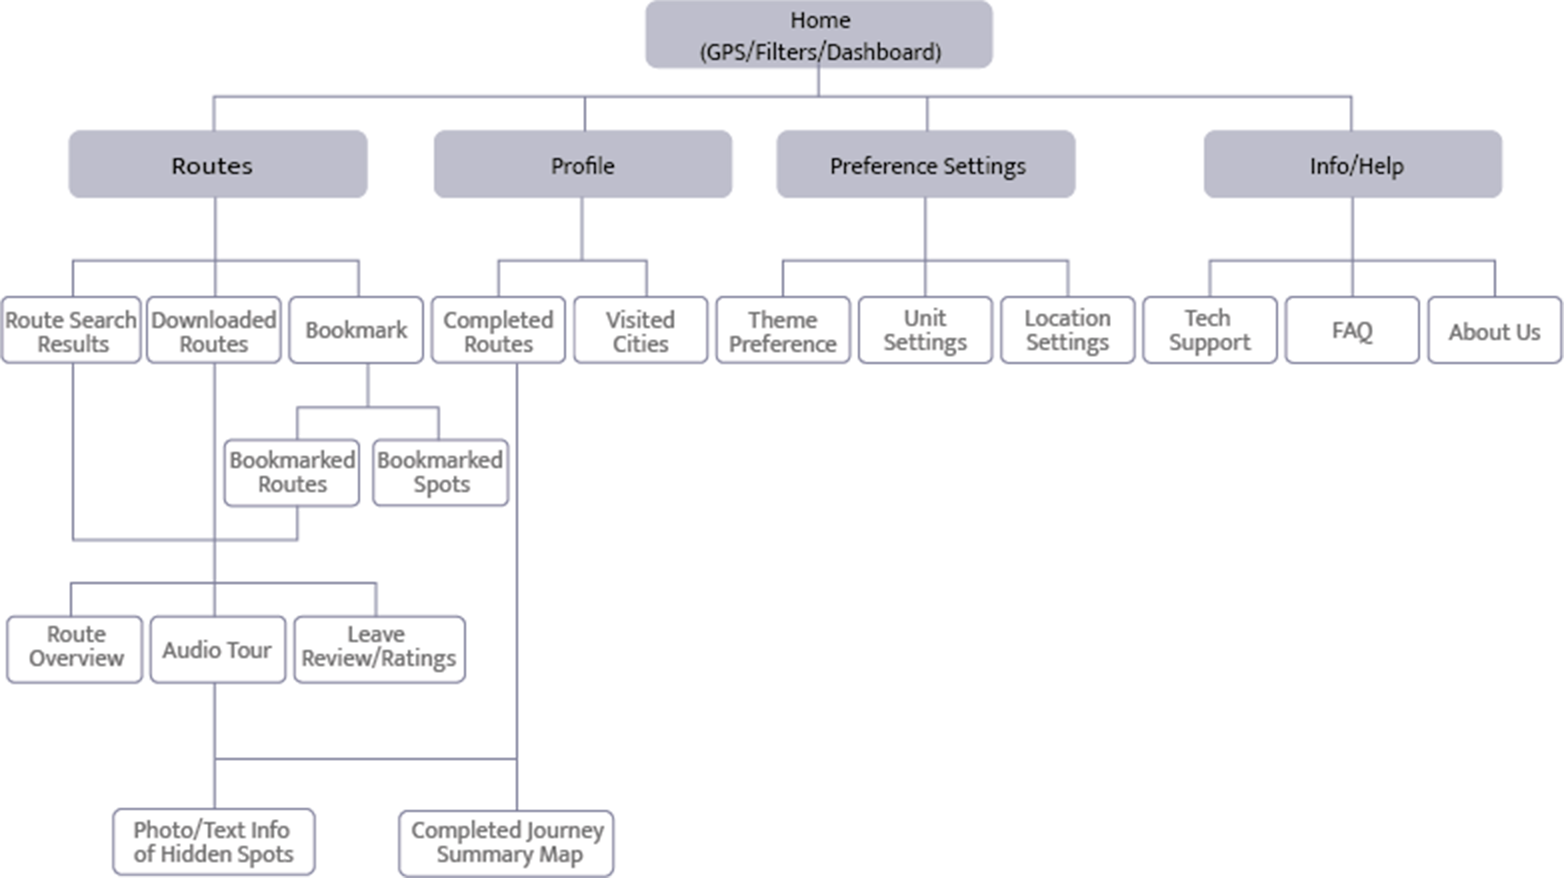 Home
(GPS/Filters/Dashboard)
Routes
Profile
Preference Settings
Info/Help
Route Search
Results
Downloaded
Routes
Bookmark
Completed
Routes
Visited
Cities
Theme
Preference
Unit
Settings
Location
Settings
Tech
Support
FAQ
About Us
Bookmarked
Routes
Bookmarked
Spots
Route
Overview
Audio Tour
Leave
Review/Ratings
Photo/Text Info
of Hidden Spots
Completed Journey
Summary Map